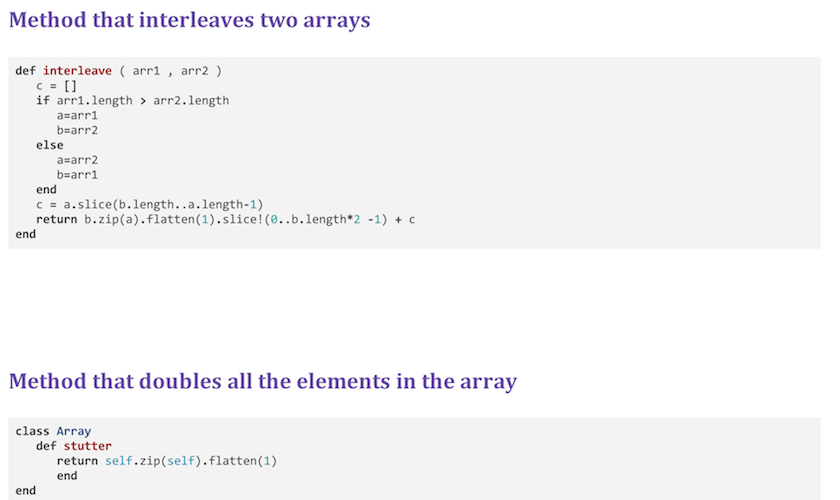 Method that interleaves two arrays
def interleave ( arr1 , arr2 )
   c = []
   if arr1.length > arr2.length
      a=arr1
      b=arr2
   else
      a=arr2
      b=arr1
   end
   c = a.slice(b.length..a.length-1)
   return b.zip(a).flatten(1).slice!(0..b.length*2 -1) + c
end
Method that doubles all the elements in the array
class Array
   def stutter
      return self.zip(self).flatten(1)
      end
end